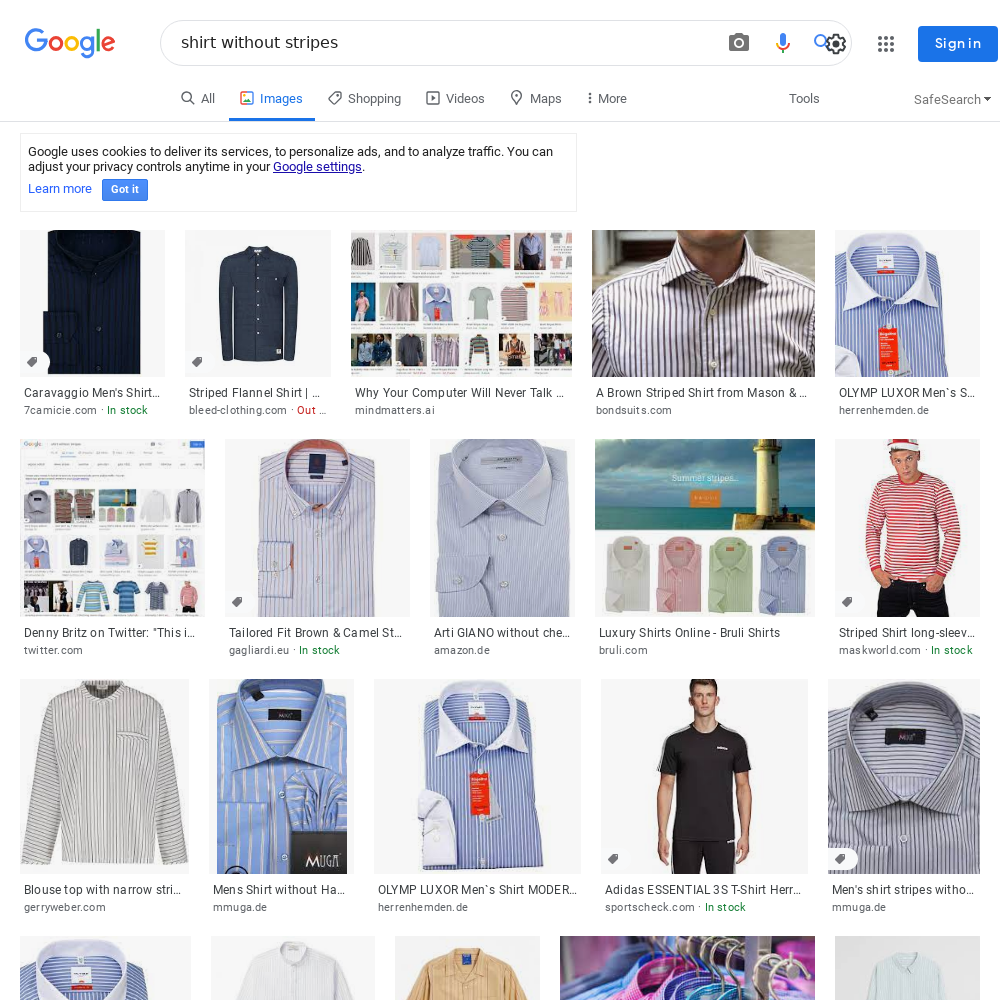 Google
shirt without stripes
Sign in
All
Images
Shopping
Videos
Maps
More
Tools
SafeSearch
Google uses cookies to deliver its services, to personalize ads, and to analyze traffic. You can
adjust your privacy controls anytime in your Google settings.
Learn more
Got it
Caravaggio Men's Shirt...
7camicie.com · In stock
Striped Flannel Shirt | ...
bleed-clothing.com · Out ...
Why Your Computer Will Never Talk ...
mindmatters.ai
A Brown Striped Shirt from Mason & ...
bondsuits.com
OLYMP LUXOR Men`s S...
herrenhemden.de
Summer stripes..
Denny Britz on Twitter: "This i...
twitter.com
Tailored Fit Brown & Camel St...
gagliardi.eu · In stock
Arti GIANO without che...
amazon.de
Luxury Shirts Online - Bruli Shirts
bruli.com
Striped Shirt long-sleev...
maskworld.com · In stock
MUGA
Blouse top with narrow stri...
gerryweber.com
Mens Shirt without Ha...
mmuga.de
OLYMP LUXOR Men`s Shirt MODER...
herrenhemden.de
Adidas ESSENTIAL 3S T-Shirt Herr...
sportscheck.com · In stock
Men's shirt stripes witho...
mmuga.de